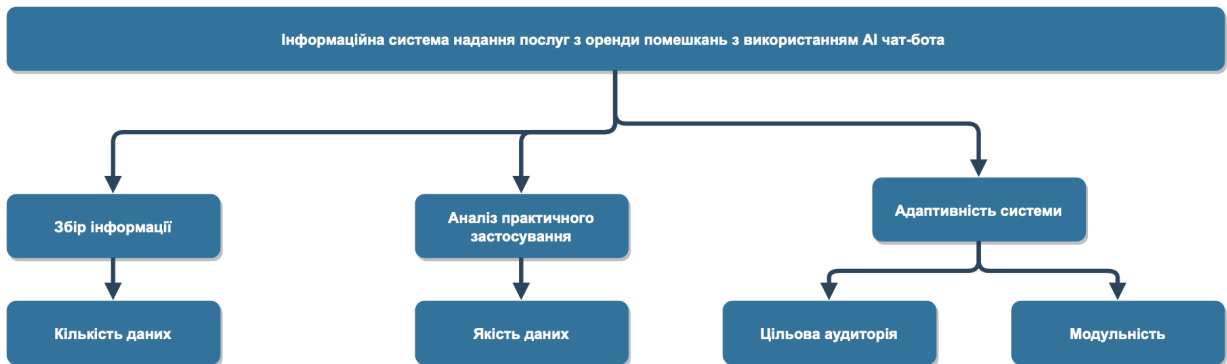 Інформаційна система надання послуг з оренди помешкань з використанням AI чат-бота
Збір інформації
Аналіз практичного
застосування
Адаптивність системи
Кількість даних
Якість даних
Цільова аудиторія
Модульність